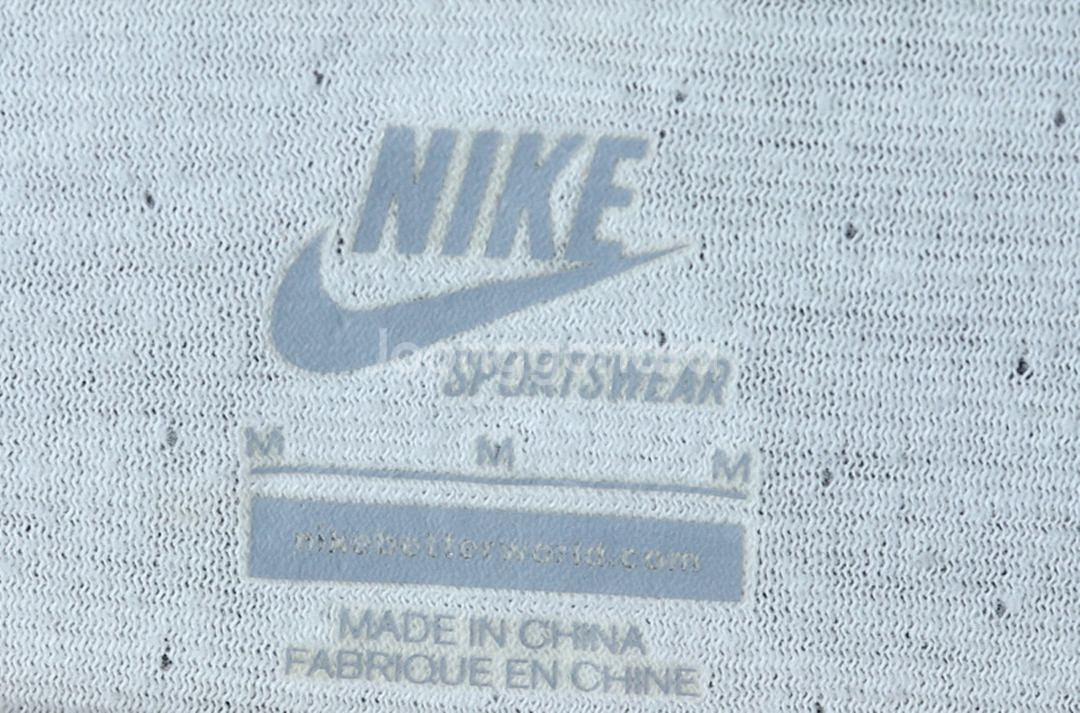 NIKE
SPORTSWEAR
M M M
nikebetterworld.com
MADE IN CHINA
FABRIQUE EN CHINE